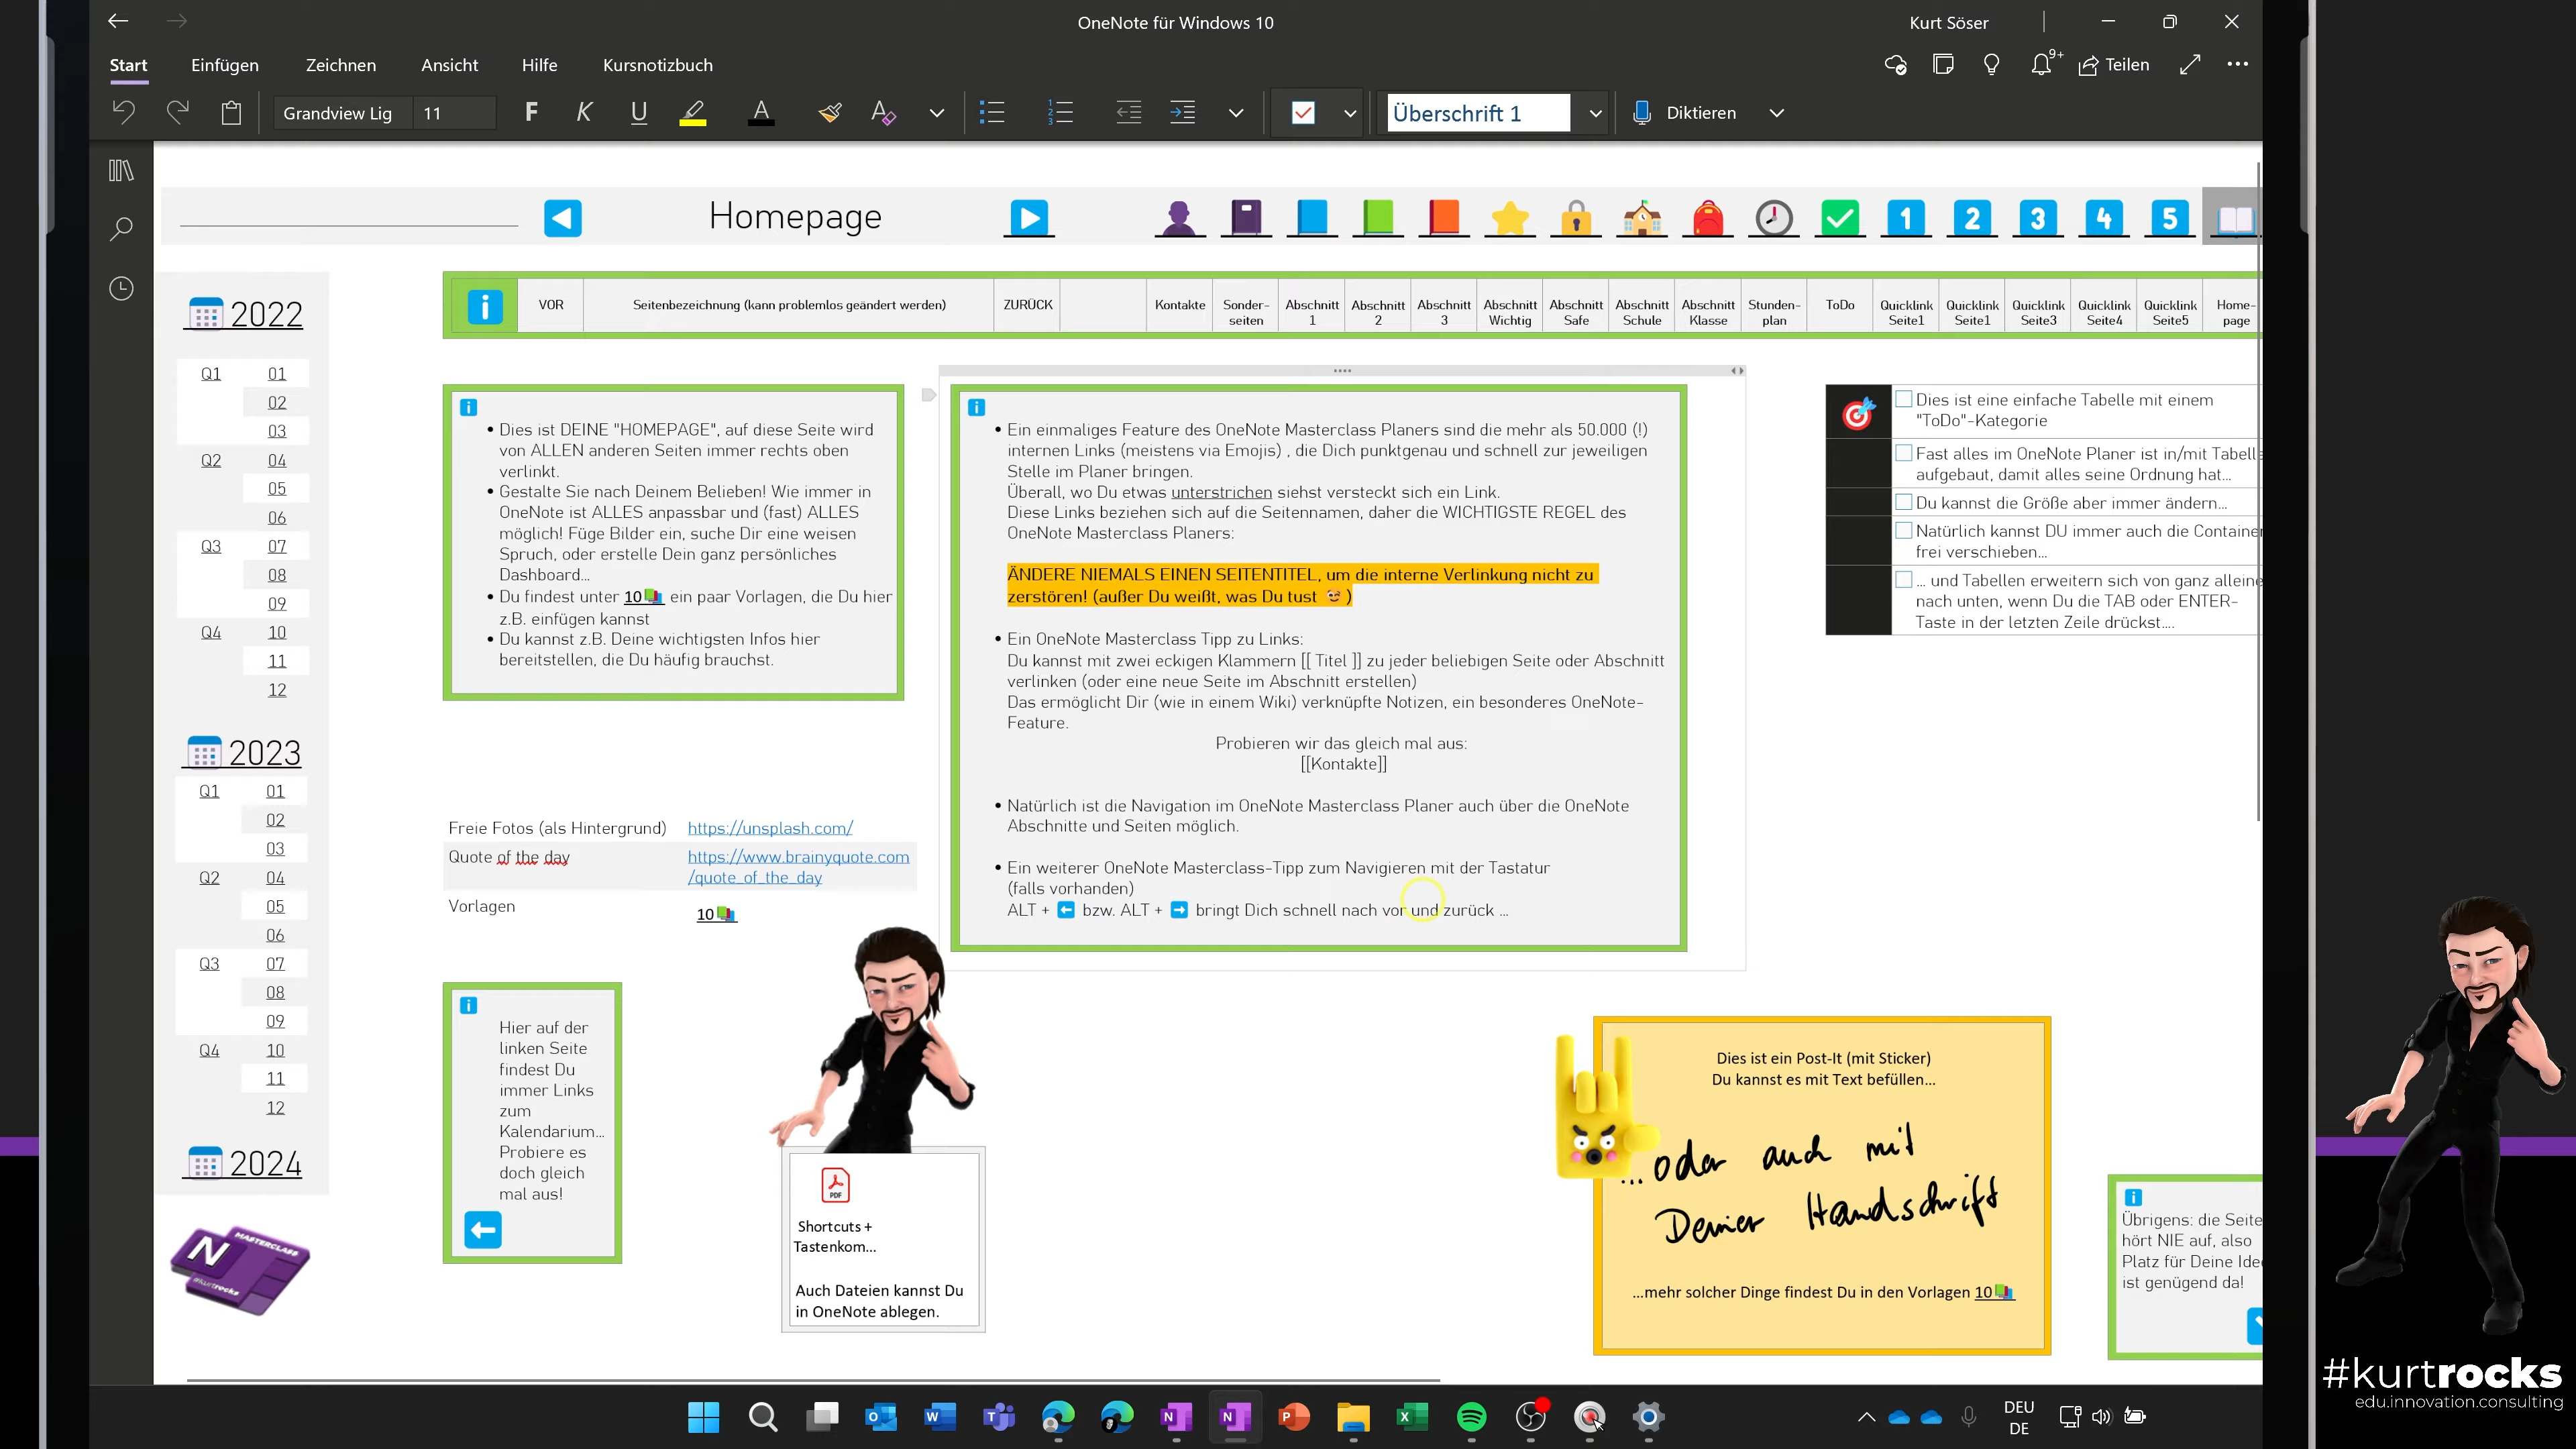 OneNote für Windows 10
Kurt Söser
Start Einfügen Zeichnen Ansicht Hilfe Kursnotizbuch
9+ Teilen
Grandview Lig 11 F K U A A Überschrift 1 Diktieren
Homepage
1 2 3 4 5
VOR Seitenbezeichnung (kann problemlos geändert werden) ZURÜCK
Kontakte
Sonder-
seiten
Abschnitt
1
Abschnitt
2
Abschnitt
3
Abschnitt
Wichtig
Abschnitt
Safe
Abschnitt
Schule
Abschnitt
Klasse
Stunden-
plan
ToDo
Quicklink
Seite1
Quicklink
Seite1
Quicklink
Seite3
Quicklink
Seite4
Quicklink
Seite5
Home-
page
2022
Q1 01
02
03
Q2 04
05
06
Q3 07
08
09
Q4 10
11
12
2023
Q1 01
02
03
Q2 04
05
06
Q3 07
08
09
Q4 10
11
12
2024
N MASTERCLASS
#kurtrocks
• Dies ist DEINE "HOMEPAGE", auf diese Seite wird
von ALLEN anderen Seiten immer rechts oben
verlinkt.
• Gestalte Sie nach Deinem Belieben! Wie immer in
OneNote ist ALLES anpassbar und (fast) ALLES
möglich! Füge Bilder ein, suche Dir eine weisen
Spruch, oder erstelle Dein ganz persönliches
Dashboard...
• Du findest unter 10 ein paar Vorlagen, die Du hier
z.B. einfügen kannst
• Du kannst z.B. Deine wichtigsten Infos hier
bereitstellen, die Du häufig brauchst.
Freie Fotos (als Hintergrund) https://unsplash.com/
Quote of the day https://www.brainyquote.com
/quote_of_the_day
Vorlagen 10
Hier auf der
linken Seite
findest Du
immer Links
zum
Kalendarium...
Probiere es
doch gleich
mal aus!
PDF
Shortcuts +
Tastenkom...
Auch Dateien kannst Du
in OneNote ablegen.
• Ein einmaliges Feature des OneNote Masterclass Planers sind die mehr als 50.000 (!)
internen Links (meistens via Emojis) , die Dich punktgenau und schnell zur jeweiligen
Stelle im Planer bringen.
Überall, wo Du etwas unterstrichen siehst versteckt sich ein Link.
Diese Links beziehen sich auf die Seitennamen, daher die WICHTIGSTE REGEL des
OneNote Masterclass Planers:
ÄNDERE NIEMALS EINEN SEITENTITEL, um die interne Verlinkung nicht zu
zerstören! (außer Du weißt, was Du tust 😉 )
• Ein OneNote Masterclass Tipp zu Links:
Du kannst mit zwei eckigen Klammern [[ Titel ]] zu jeder beliebigen Seite oder Abschnitt
verlinken (oder eine neue Seite im Abschnitt erstellen)
Das ermöglicht Dir (wie in einem Wiki) verknüpfte Notizen, ein besonderes OneNote-
Feature.
Probieren wir das gleich mal aus:
[[Kontakte]]
• Natürlich ist die Navigation im OneNote Masterclass Planer auch über die OneNote
Abschnitte und Seiten möglich.
• Ein weiterer OneNote Masterclass-Tipp zum Navigieren mit der Tastatur
(falls vorhanden)
ALT + ⬅ bzw. ALT + ➡ bringt Dich schnell nach vor und zurück ...
Dies ist eine einfache Tabelle mit einem
"ToDo"-Kategorie
Fast alles im OneNote Planer ist in/mit Tabelle
aufgebaut, damit alles seine Ordnung hat...
Du kannst die Größe aber immer ändern...
Natürlich kannst DU immer auch die Container
frei verschieben...
... und Tabellen erweitern sich von ganz alleine
nach unten, wenn Du die TAB oder ENTER-
Taste in der letzten Zeile drückst....
Dies ist ein Post-It (mit Sticker)
Du kannst es mit Text befüllen...
...oder auch mit
Deiner Handschrift
...mehr solcher Dinge findest Du in den Vorlagen 10
Übrigens: die Seite
hört NIE auf, also
Platz für Deine Idee
ist genügend da!
DEU
DE
#kurtrocks
edu.innovation.consulting